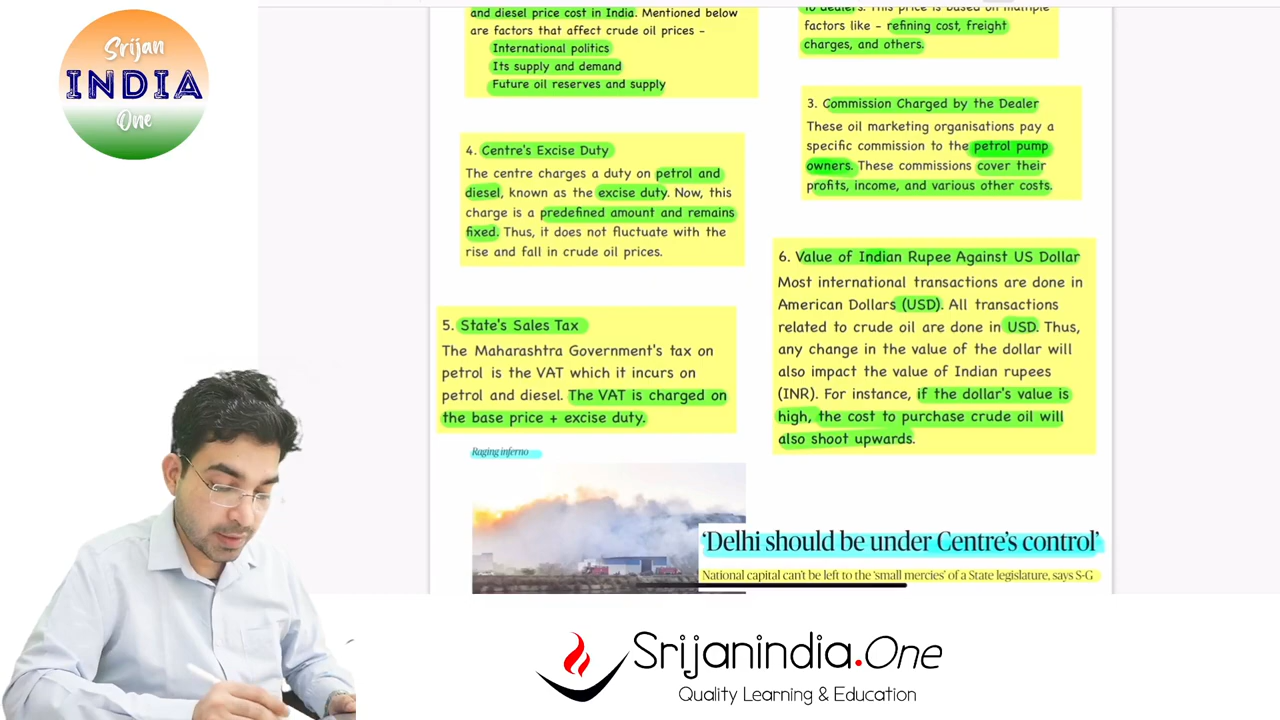 Srijan
INDIA
One
and diesel price cost in India. Mentioned below
are factors that affect crude oil prices -
International politics
Its supply and demand
Future oil reserves and supply
to dealers. This price is based on multiple
factors like - refining cost, freight
charges, and others.
3. Commission Charged by the Dealer
These oil marketing organisations pay a
specific commission to the petrol pump
owners. These commissions cover their
profits, income, and various other costs.
4. Centre's Excise Duty
The centre charges a duty on petrol and
diesel, known as the excise duty. Now, this
charge is a predefined amount and remains
fixed. Thus, it does not fluctuate with the
rise and fall in crude oil prices.
6. Value of Indian Rupee Against US Dollar
Most international transactions are done in
American Dollars (USD). All transactions
related to crude oil are done in USD. Thus,
any change in the value of the dollar will
also impact the value of Indian rupees
(INR). For instance, if the dollar's value is
high, the cost to purchase crude oil will
also shoot upwards.
5. State's Sales Tax
The Maharashtra Government's tax on
petrol is the VAT which it incurs on
petrol and diesel. The VAT is charged on
the base price + excise duty.
Raging inferno
'Delhi should be under Centre's control'
National capital can't be left to the 'small mercies' of a State legislature, says S-G
Srijanindia.One
Quality Learning & Education